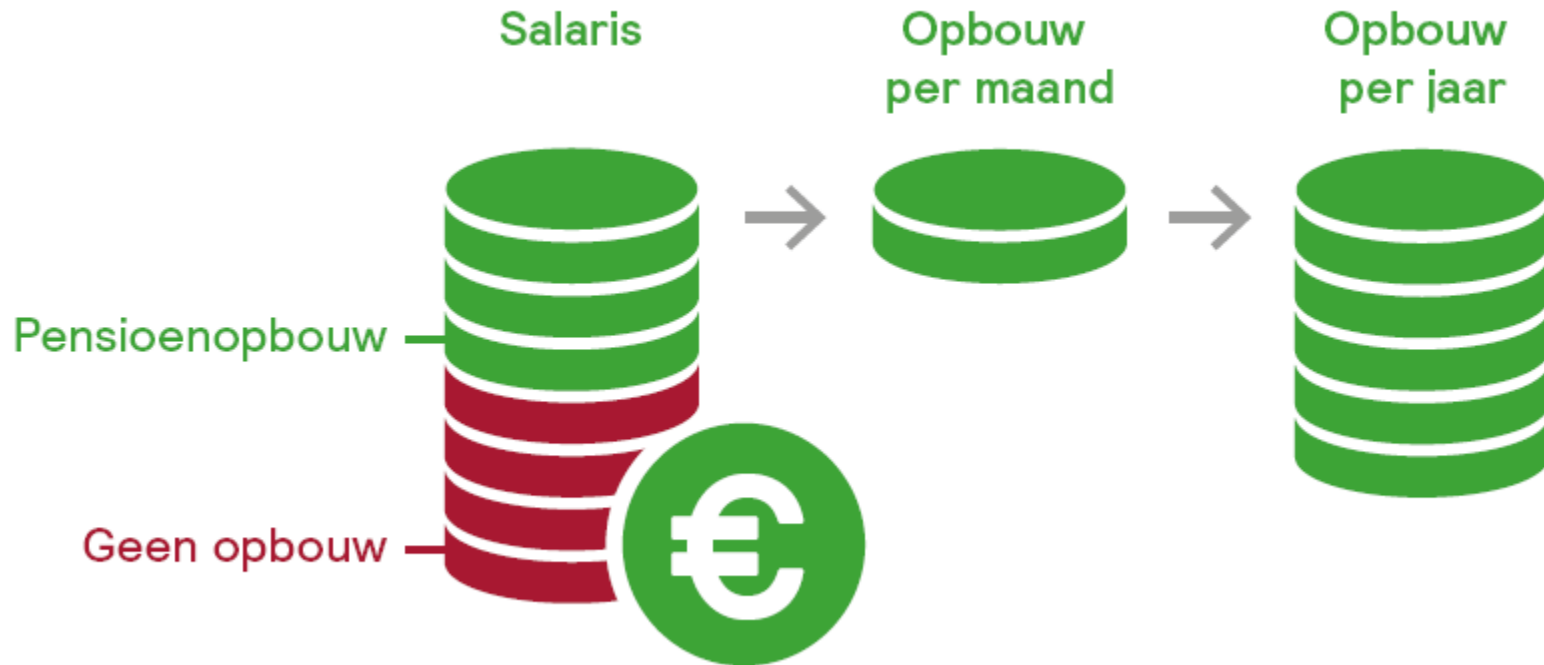 Salaris
Opbouw
per maand
Opbouw
per jaar
Pensioenopbouw
Geen opbouw
€